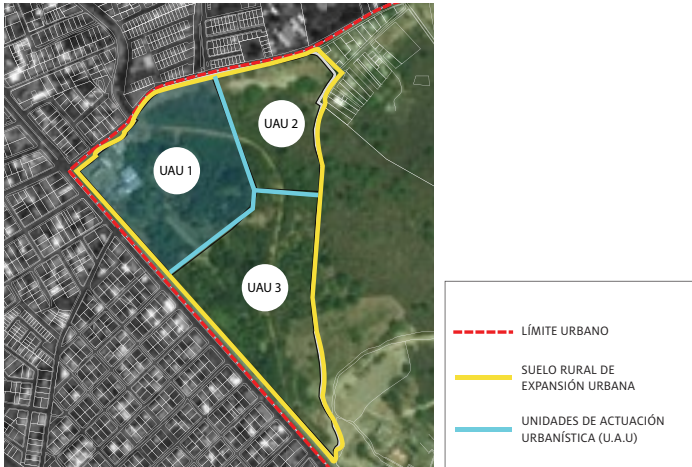 UAU 1
UAU 2
UAU 3
LÍMITE URBANO
SUELO RURAL DE
EXPANSIÓN URBANA
UNIDADES DE ACTUACIÓN
URBANÍSTICA (U.A.U)